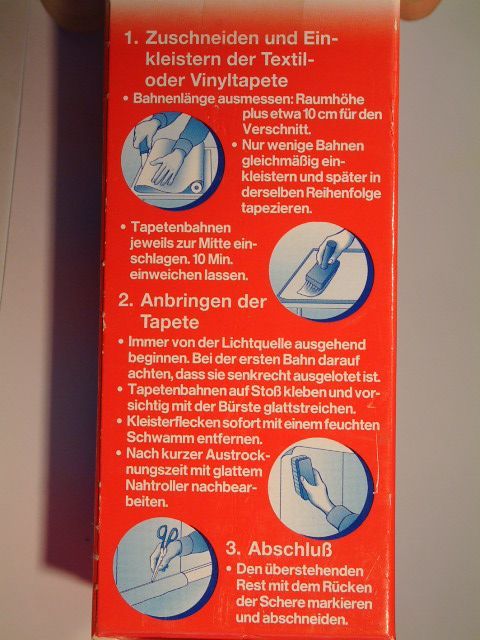 1. Zuschneiden und Ein-
kleistern der Textil-
oder Vinyltapete
• Bahnenlänge ausmessen: Raumhöhe
plus etwa 10 cm für den
Verschnitt.
• Nur wenige Bahnen
gleichmäßig ein-
kleistern und später in
derselben Reihenfolge
tapezieren.
• Tapetenbahnen
jeweils zur Mitte ein-
schlagen. 10 Min.
einweichen lassen.
2. Anbringen der
Tapete
• Immer von der Lichtquelle ausgehend
beginnen. Bei der ersten Bahn darauf
achten, dass sie senkrecht ausgelotet ist.
• Tapetenbahnen auf Stoß kleben und vor-
sichtig mit der Bürste glattstreichen.
• Kleisterflecken sofort mit einem feuchten
Schwamm entfernen.
• Nach kurzer Austrock-
nungszeit mit glattem
Nahtroller nachbear-
beiten.
3. Abschluß
• Den überstehenden
Rest mit dem Rücken
der Schere markieren
und abschneiden.